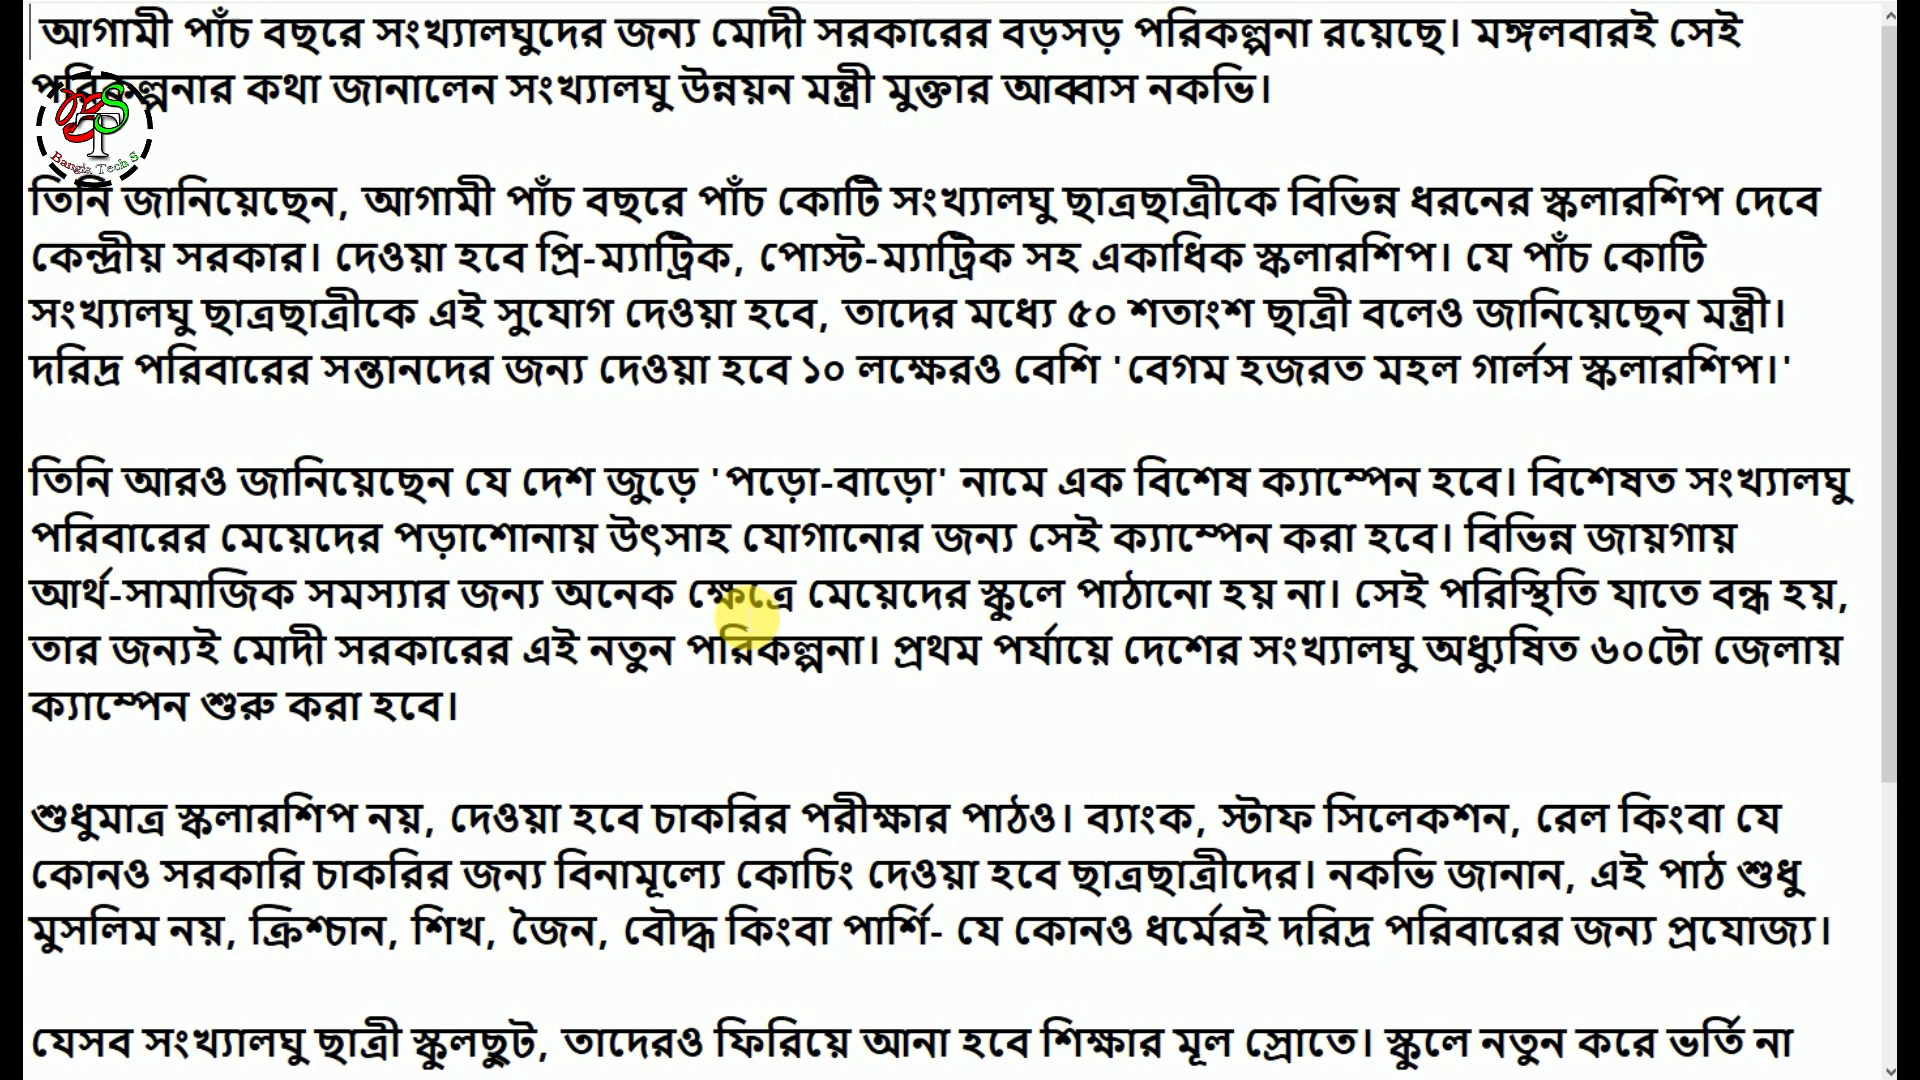 আগামী পাঁচ বছরে সংখ্যালঘুদের জন্য মোদী সরকারের বড়সড় পরিকল্পনা রয়েছে। মঙ্গলবারই সেই
পরিকল্পনার কথা জানালেন সংখ্যালঘু উন্নয়ন মন্ত্রী মুক্তার আব্বাস নকভি।
BTS
Bangla Tech S
তিনি জানিয়েছেন, আগামী পাঁচ বছরে পাঁচ কোটি সংখ্যালঘু ছাত্রছাত্রীকে বিভিন্ন ধরনের স্কলারশিপ দেবে
কেন্দ্রীয় সরকার। দেওয়া হবে প্রি-ম্যাট্রিক, পোস্ট-ম্যাট্রিক সহ একাধিক স্কলারশিপ। যে পাঁচ কোটি
সংখ্যালঘু ছাত্রছাত্রীকে এই সুযোগ দেওয়া হবে, তাদের মধ্যে ৫০ শতাংশ ছাত্রী বলেও জানিয়েছেন মন্ত্রী।
দরিদ্র পরিবারের সন্তানদের জন্য দেওয়া হবে ১০ লক্ষেরও বেশি 'বেগম হজরত মহল গার্লস স্কলারশিপ।'
তিনি আরও জানিয়েছেন যে দেশ জুড়ে 'পড়ো-বাড়ো' নামে এক বিশেষ ক্যাম্পেন হবে। বিশেষত সংখ্যালঘু
পরিবারের মেয়েদের পড়াশোনায় উৎসাহ যোগানোর জন্য সেই ক্যাম্পেন করা হবে। বিভিন্ন জায়গায়
আর্থ-সামাজিক সমস্যার জন্য অনেক ক্ষেত্রে মেয়েদের স্কুলে পাঠানো হয় না। সেই পরিস্থিতি যাতে বন্ধ হয়,
তার জন্যই মোদী সরকারের এই নতুন পরিকল্পনা। প্রথম পর্যায়ে দেশের সংখ্যালঘু অধ্যুষিত ৬০টো জেলায়
ক্যাম্পেন শুরু করা হবে।
শুধুমাত্র স্কলারশিপ নয়, দেওয়া হবে চাকরির পরীক্ষার পাঠও। ব্যাংক, স্টাফ সিলেকশন, রেল কিংবা যে
কোনও সরকারি চাকরির জন্য বিনামূল্যে কোচিং দেওয়া হবে ছাত্রছাত্রীদের। নকভি জানান, এই পাঠ শুধু
মুসলিম নয়, ক্রিশ্চান, শিখ, জৈন, বৌদ্ধ কিংবা পার্শি- যে কোনও ধর্মেরই দরিদ্র পরিবারের জন্য প্রযোজ্য।
যেসব সংখ্যালঘু ছাত্রী স্কুলছুট, তাদেরও ফিরিয়ে আনা হবে শিক্ষার মূল স্রোতে। স্কুলে নতুন করে ভর্তি না